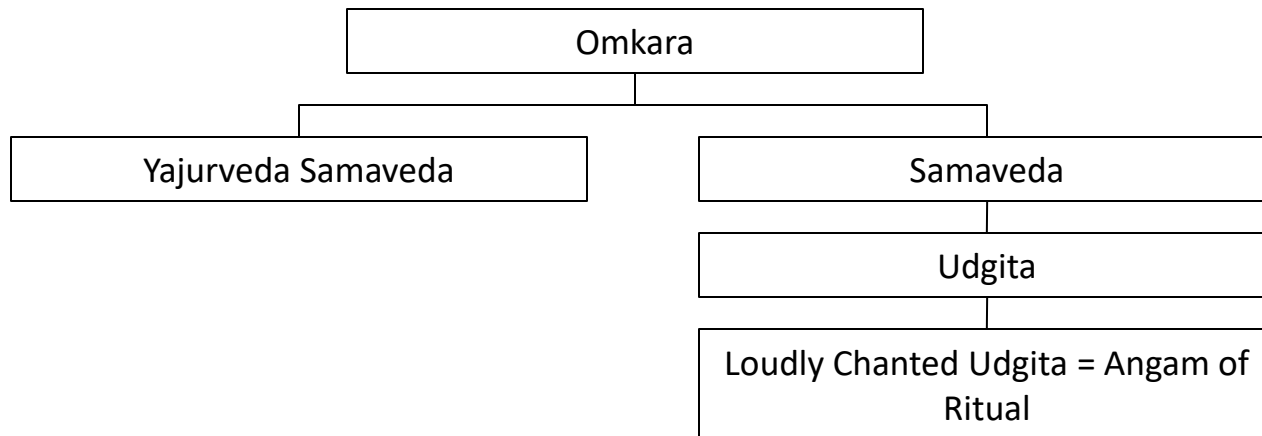 Omkara
Yajurveda Samaveda
Samaveda
Udgita
Loudly Chanted Udgita = Angam of
Ritual